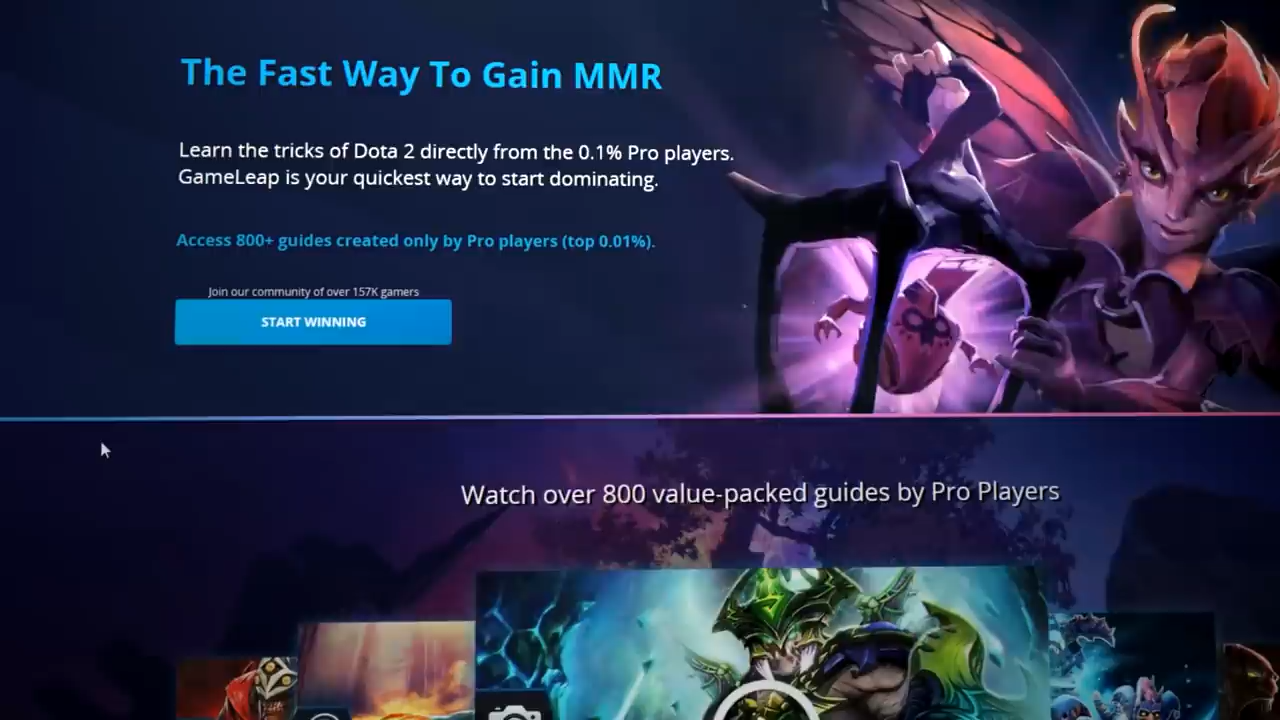 The Fast Way To Gain MMR
Learn the tricks of Dota 2 directly from the 0.1% Pro players.
GameLeap is your quickest way to start dominating.
Access 800+ guides created only by Pro players (top 0.01%).
Join our community of over 157K gamers
START WINNING
Watch over 800 value-packed guides by Pro Players